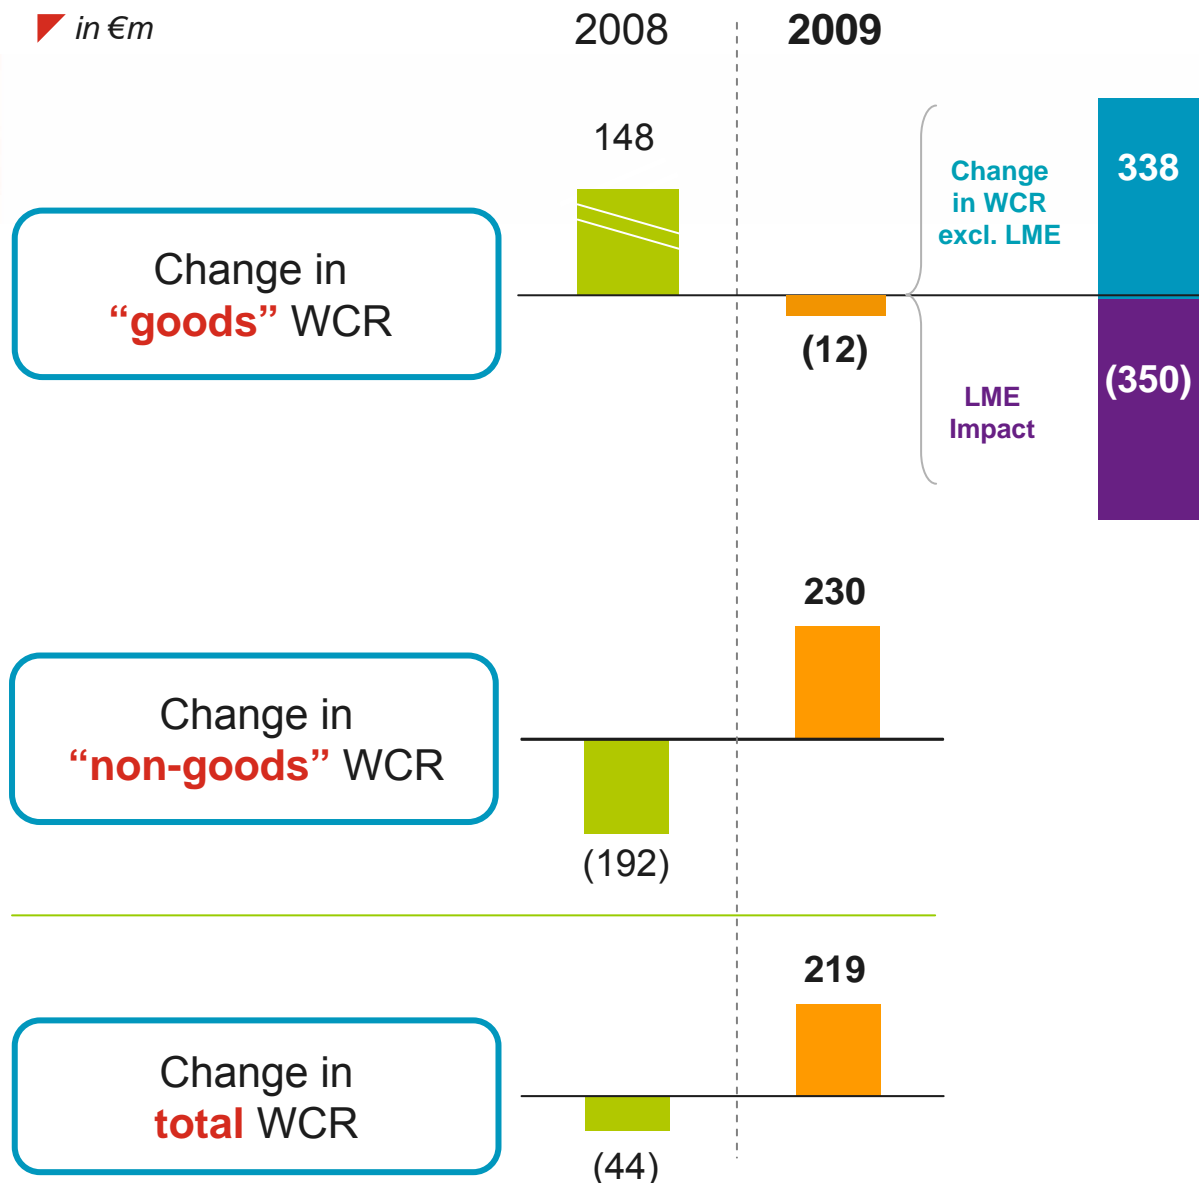 in €m
2008
2009
148
Change in
“goods” WCR
(12)
Change
in WCR
excl. LME
338
LME
Impact
(350)
230
Change in
“non-goods” WCR
(192)
219
Change in
total WCR
(44)